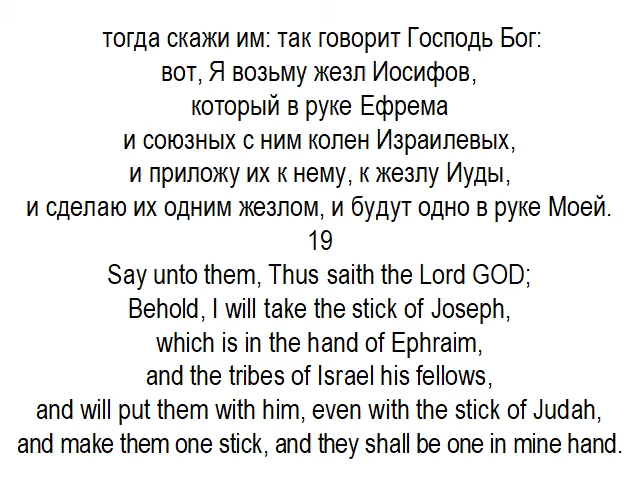 тогда скажи им: так говорит Господь Бог:
вот, Я возьму жезл Иосифов,
который в руке Ефрема
и союзных с ним колен Израилевых,
и приложу их к нему, к жезлу Иуды,
и сделаю их одним жезлом, и будут одно в руке Моей.
19
Say unto them, Thus saith the Lord GOD;
Behold, I will take the stick of Joseph,
which is in the hand of Ephraim,
and the tribes of Israel his fellows,
and will put them with him, even with the stick of Judah,
and make them one stick, and they shall be one in mine hand.